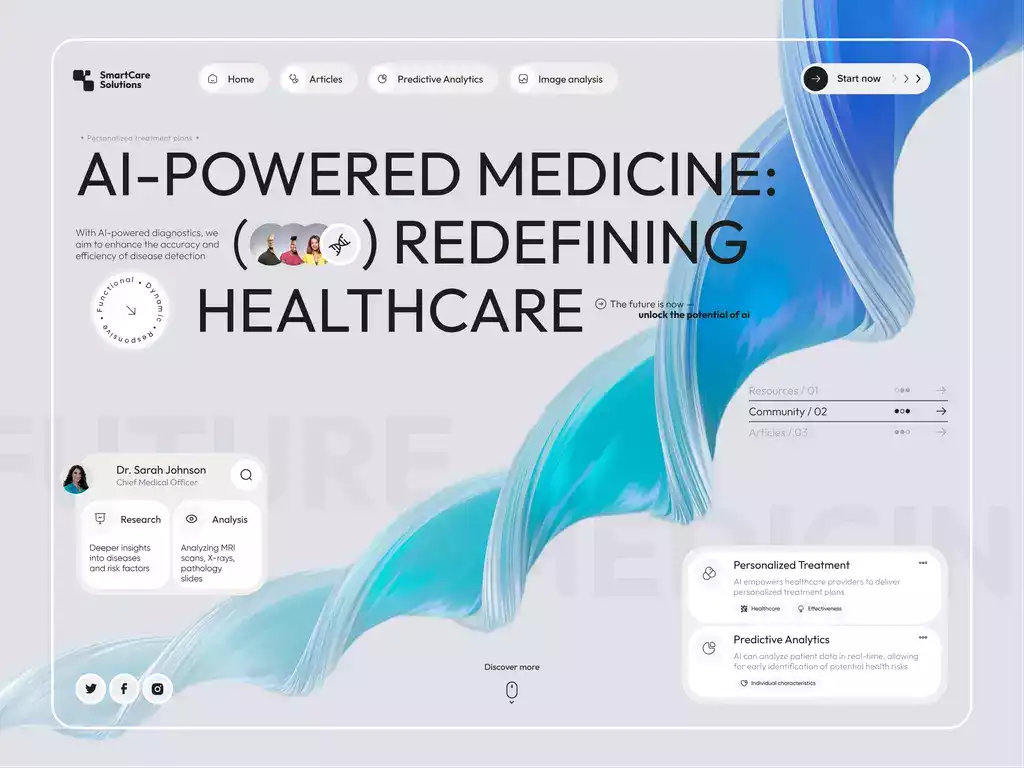 SmartCare
Solutions
Home
Articles
Predictive Analytics
Image analysis
Start now
• Personalized treatment plans •
AI-POWERED MEDICINE:
With AI-powered diagnostics, we
aim to enhance the accuracy and
efficiency of disease detection
( ) REDEFINING
Functional • Dynamic • Responsive •
HEALTHCARE
The future is now —
unlock the potential of ai
Resources / 01
Community / 02
Articles / 03
FUTURE
MEDICIN
Dr. Sarah Johnson
Chief Medical Officer
Research
Deeper insights
into diseases
and risk factors
Analysis
Analyzing MRI
scans, X-rays,
pathology
slides
Personalized Treatment
AI empowers healthcare providers to deliver
personalized treatment plans
Healthcare
Effectiveness
Predictive Analytics
AI can analyze patient data in real-time, allowing
for early identification of potential health risks
Individual characteristics
Discover more